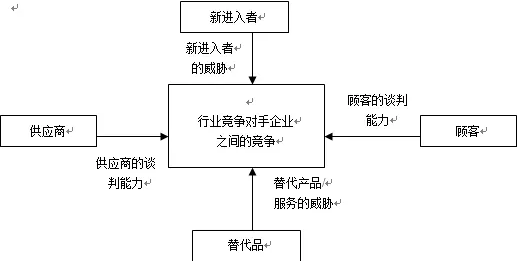 新进入者
新进入者
的威胁
行业竞争对手企业
之间的竞争
顾客的谈判
能力
供应商
顾客
供应商的谈
判能力
替代产品/
服务的威胁
替代品